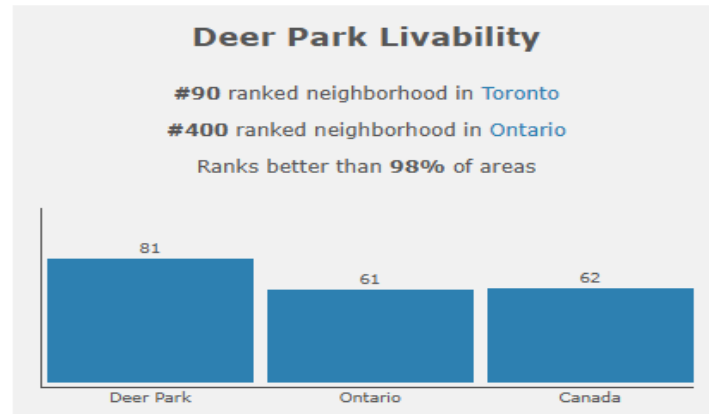 Deer Park Livability
#90 ranked neighborhood in Toronto
#400 ranked neighborhood in Ontario
Ranks better than 98% of areas
81
61
62
Deer Park
Ontario
Canada